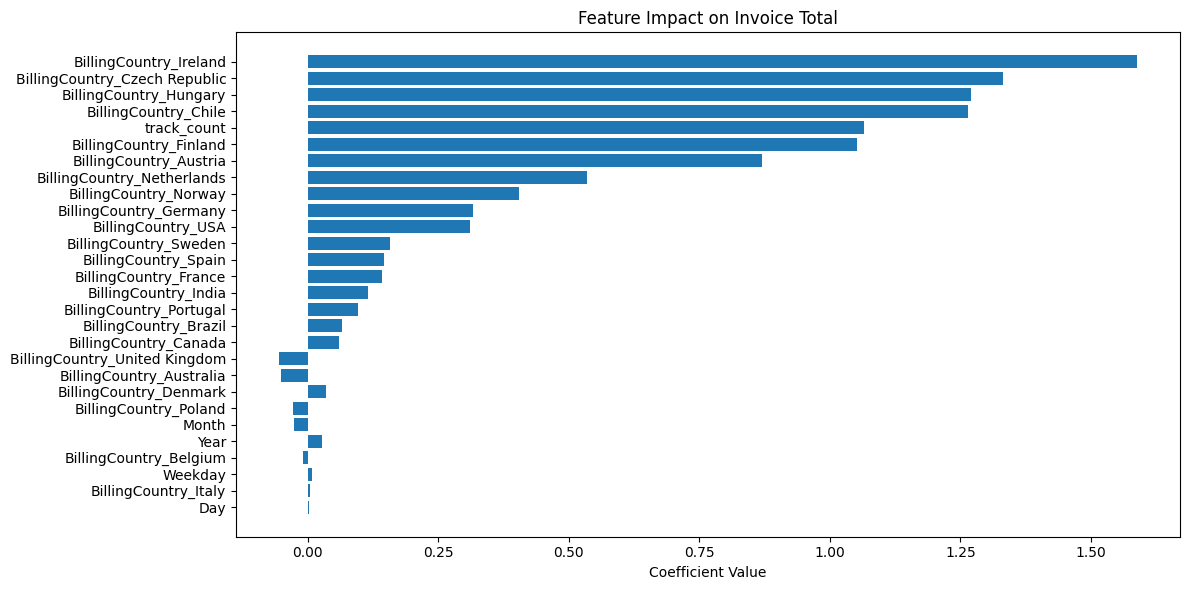 Feature Impact on Invoice Total
BillingCountry_Ireland
BillingCountry_Czech Republic
BillingCountry_Hungary
BillingCountry_Chile
track_count
BillingCountry_Finland
BillingCountry_Austria
BillingCountry_Netherlands
BillingCountry_Norway
BillingCountry_Germany
BillingCountry_USA
BillingCountry_Sweden
BillingCountry_Spain
BillingCountry_France
BillingCountry_India
BillingCountry_Portugal
BillingCountry_Brazil
BillingCountry_Canada
BillingCountry_United Kingdom
BillingCountry_Australia
BillingCountry_Denmark
BillingCountry_Poland
Month
Year
BillingCountry_Belgium
Weekday
BillingCountry_Italy
Day
0.00 0.25 0.50 0.75 1.00 1.25 1.50
Coefficient Value